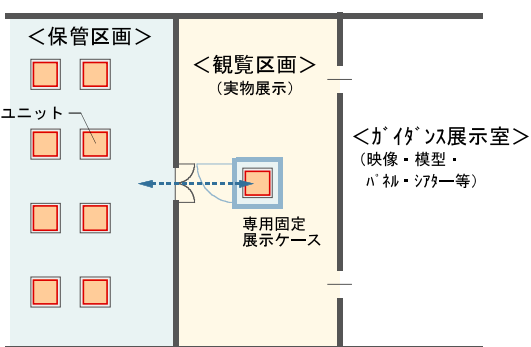 ＜保管区画＞
ユニット
＜観覧区画＞
（実物展示）
専用固定
展示ケース
＜ｶﾞｲﾀﾞﾝｽ展示室＞
（映像・模型・
ﾊﾟﾈﾙ・ｼｱﾀｰ等）